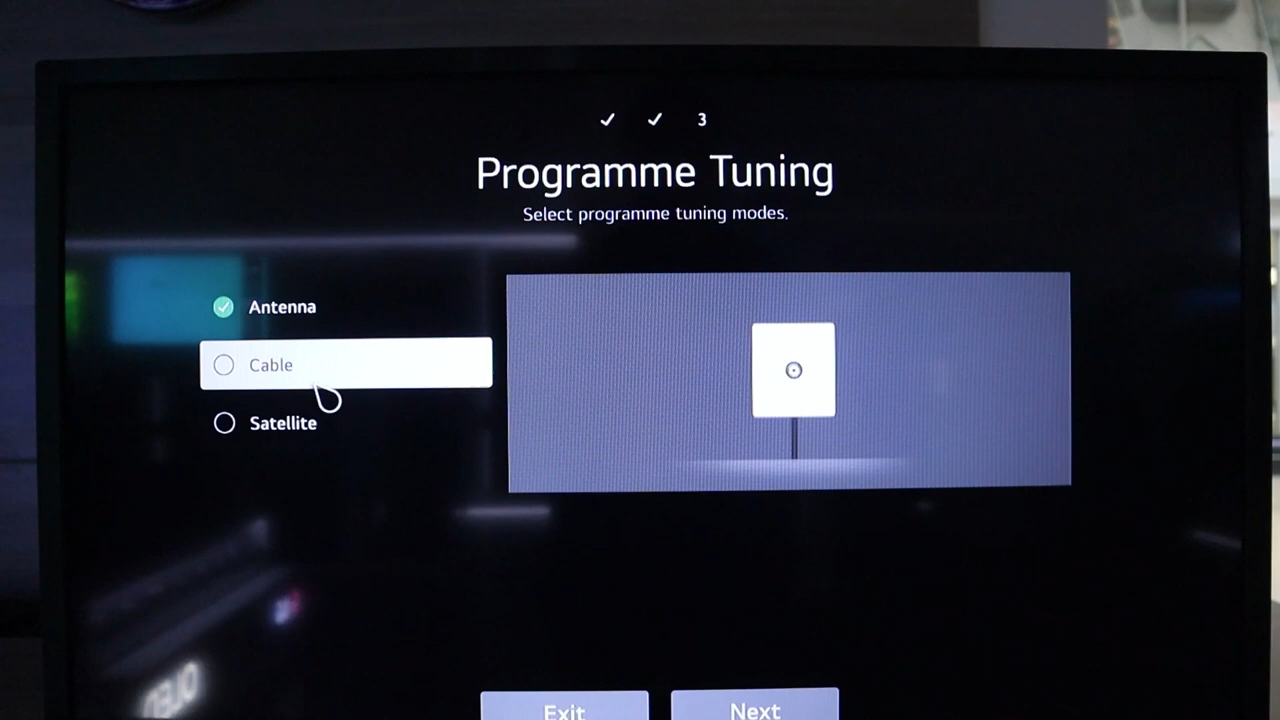 3
Programme Tuning
Select programme tuning modes.
Antenna
Cable
Satellite
Exit
Next